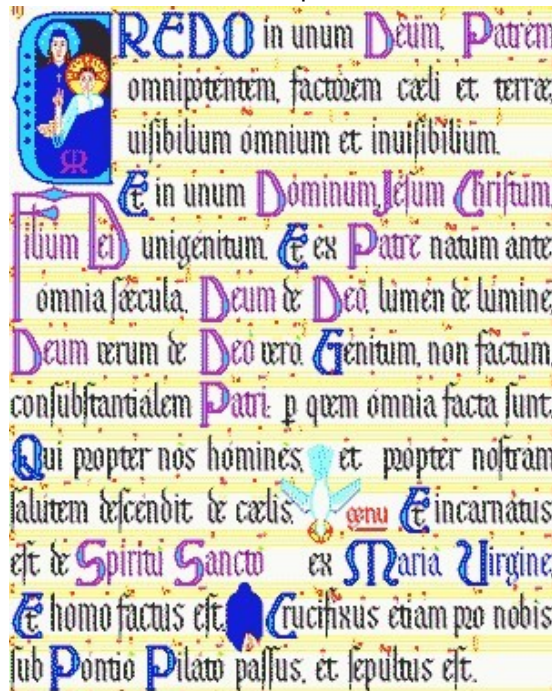 CREDO in unum Deum, Patrem
omnipotentem, factorem cæli et terræ,
uisibilium omnium et inuisibilium.
Et in unum Dominum, Jesum Christum,
Filium Dei unigenitum. Et ex Patre natum ante
omnia sæcula, Deum de Deo, lumen de lumine
Deum verum de Deo vero. Genitum, non factum,
consubstantialem Patri: p quem omnia facta sunt.
Qui propter nos homines, et propter nostram
salutem descendit de cælis. genu Et incarnatus
est de Spiritu Sancto ex Maria Virgine
Et homo factus est. Crucifixus etiam pro nobis
sub Pontio Pilato passus, et sepultus est.